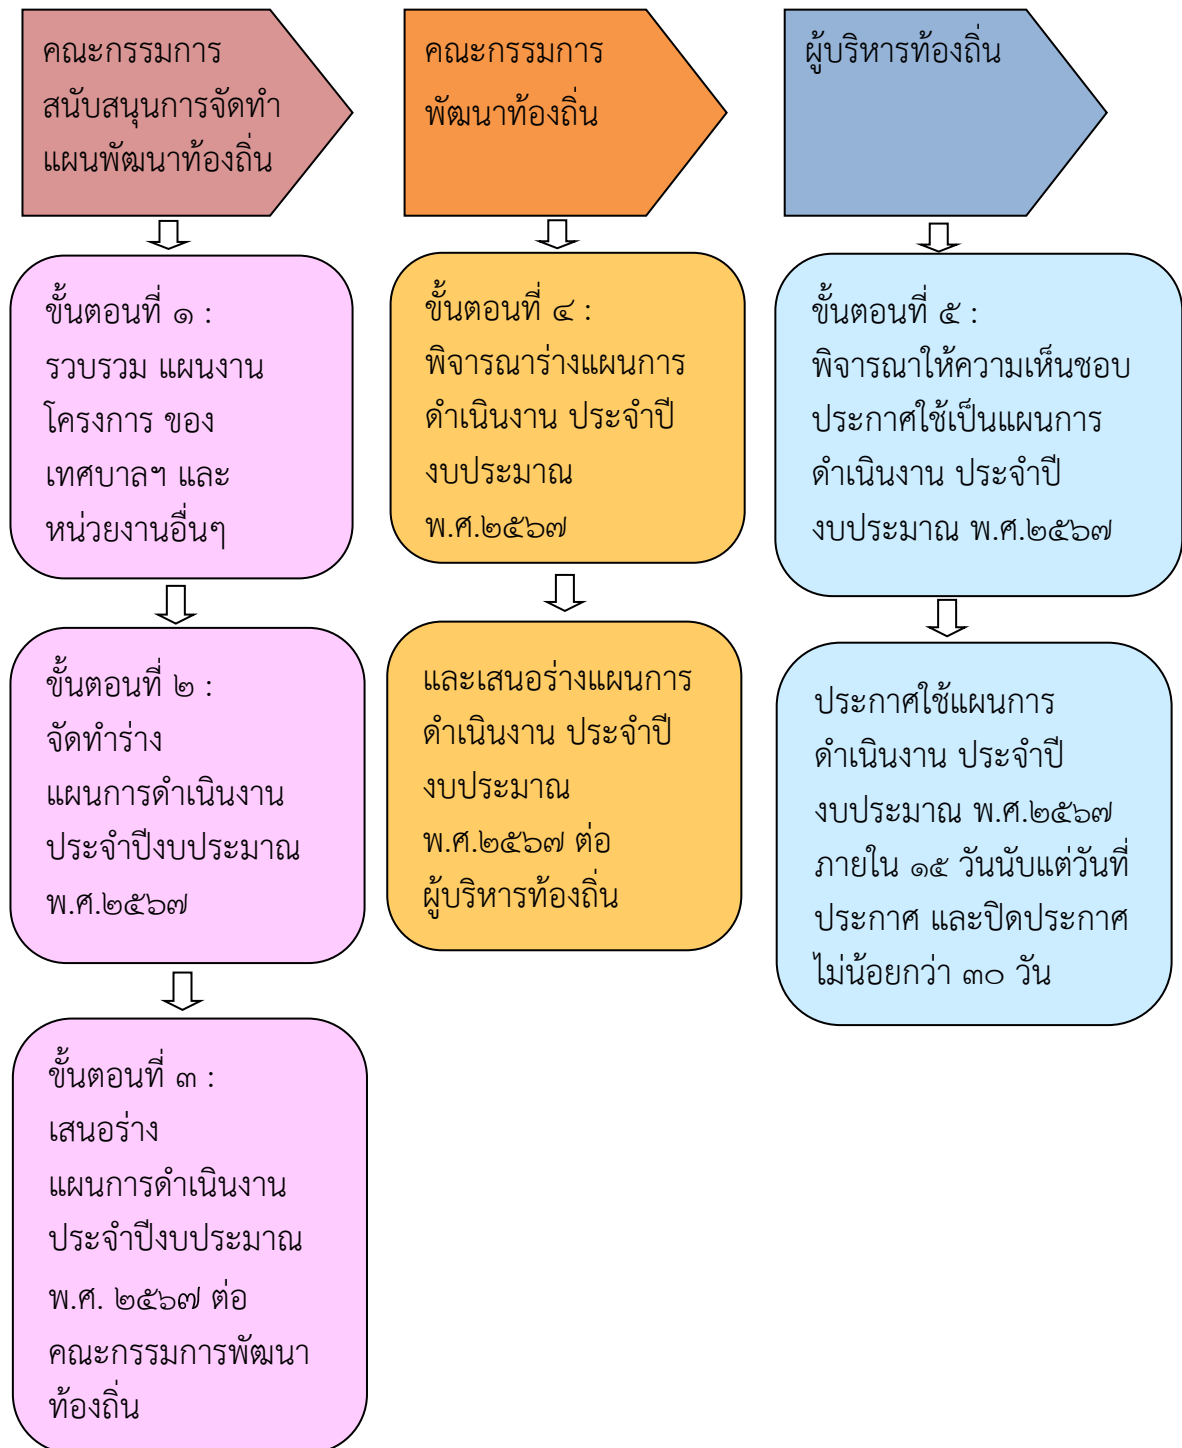 คณะกรรมการ
สนับสนุนการจัดทำ
แผนพัฒนาท้องถิ่น
ขั้นตอนที่ ๑ :
รวบรวม แผนงาน
โครงการ ของ
เทศบาลฯ และ
หน่วยงานอื่นๆ
ขั้นตอนที่ ๒ :
จัดทำร่าง
แผนการดำเนินงาน
ประจำปีงบประมาณ
พ.ศ.๒๕๖๗
ขั้นตอนที่ ๓ :
เสนอร่าง
แผนการดำเนินงาน
ประจำปีงบประมาณ
พ.ศ. ๒๕๖๗ ต่อ
คณะกรรมการพัฒนา
ท้องถิ่น
คณะกรรมการ
พัฒนาท้องถิ่น
ขั้นตอนที่ ๔ :
พิจารณาร่างแผนการ
ดำเนินงาน ประจำปี
งบประมาณ
พ.ศ.๒๕๖๗
และเสนอร่างแผนการ
ดำเนินงาน ประจำปี
งบประมาณ
พ.ศ.๒๕๖๗ ต่อ
ผู้บริหารท้องถิ่น
ผู้บริหารท้องถิ่น
ขั้นตอนที่ ๕ :
พิจารณาให้ความเห็นชอบ
ประกาศใช้เป็นแผนการ
ดำเนินงาน ประจำปี
งบประมาณ พ.ศ.๒๕๖๗
ประกาศใช้แผนการ
ดำเนินงาน ประจำปี
งบประมาณ พ.ศ.๒๕๖๗
ภายใน ๑๕ วันนับแต่วันที่
ประกาศ และปิดประกาศ
ไม่น้อยกว่า ๓๐ วัน